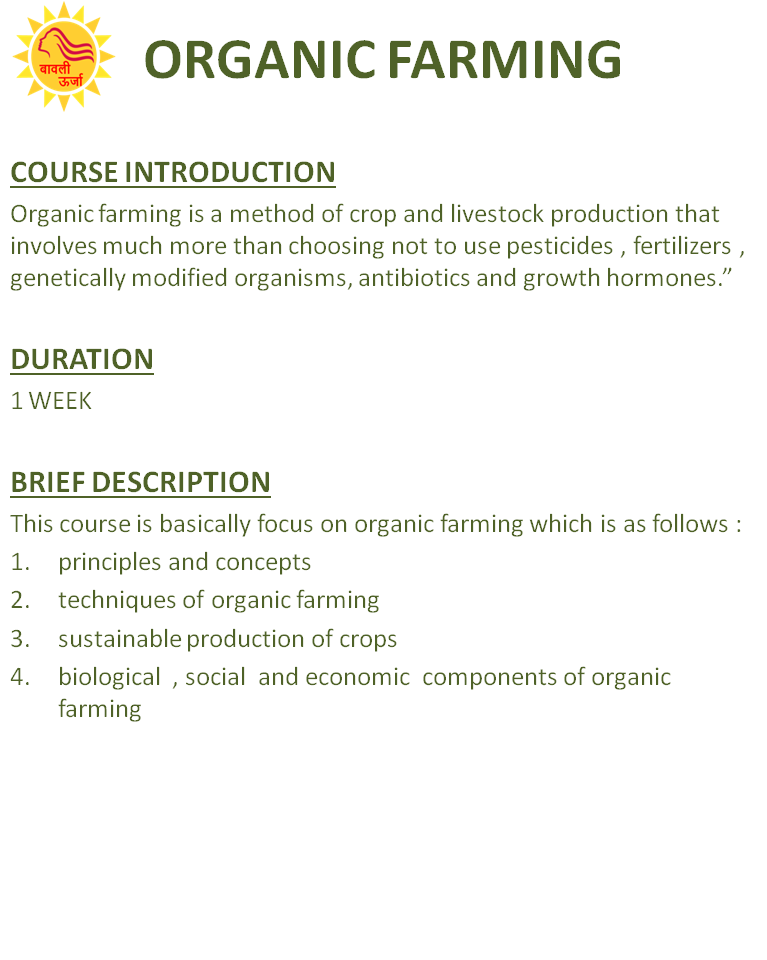 बावली
ऊर्जा
ORGANIC FARMING
COURSE INTRODUCTION
Organic farming is a method of crop and livestock production that
involves much more than choosing not to use pesticides , fertilizers ,
genetically modified organisms, antibiotics and growth hormones.”
DURATION
1 WEEK
BRIEF DESCRIPTION
This course is basically focus on organic farming which is as follows :
1. principles and concepts
2. techniques of organic farming
3. sustainable production of crops
4. biological , social and economic components of organic
farming